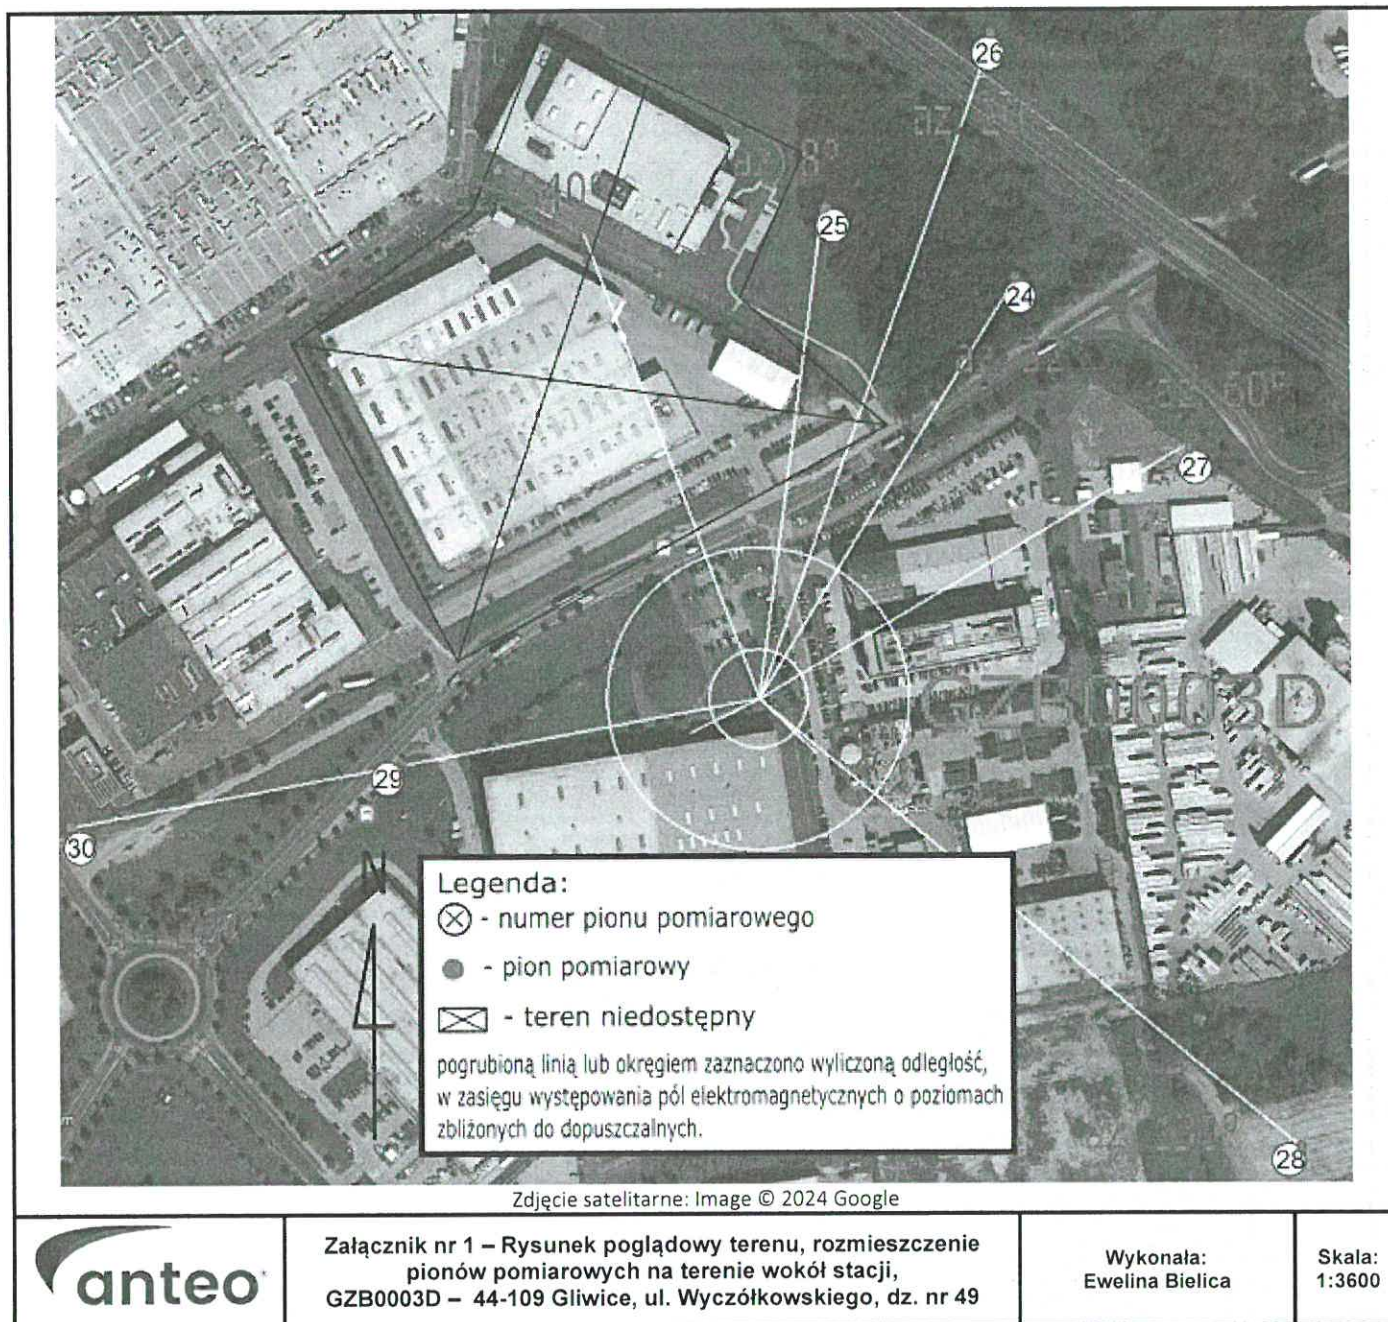 26
8°
25
24
az 60°
27
29
30
28
N
Legenda:
- numer pionu pomiarowego
- pion pomiarowy
- teren niedostępny
pogrubioną linią lub okręgiem zaznaczono wyliczoną odległość,
w zasięgu występowania pól elektromagnetycznych o poziomach
zbliżonych do dopuszczalnych.
Zdjęcie satelitarne: Image © 2024 Google
anteo
Załącznik nr 1 – Rysunek poglądowy terenu, rozmieszczenie
pionów pomiarowych na terenie wokół stacji,
GZB0003D – 44-109 Gliwice, ul. Wyczółkowskiego, dz. nr 49
Wykonała:
Ewelina Bielica
Skala:
1:3600